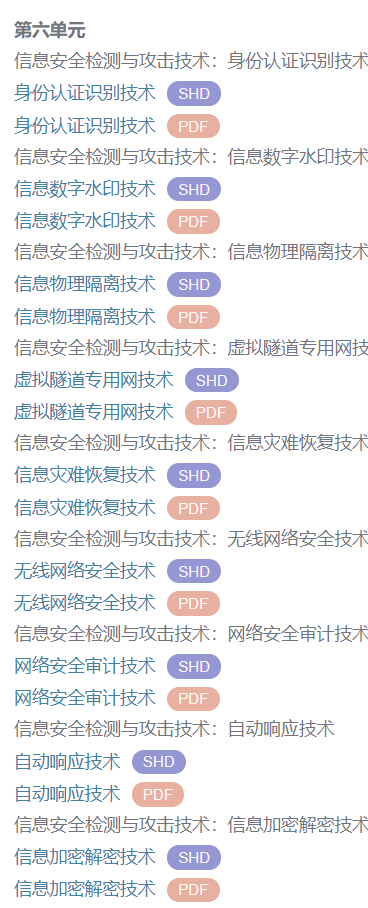 第六单元
信息安全检测与攻击技术：身份认证识别技术
身份认证识别技术 SHD
身份认证识别技术 PDF
信息安全检测与攻击技术：信息数字水印技术
信息数字水印技术 SHD
信息数字水印技术 PDF
信息安全检测与攻击技术：信息物理隔离技术
信息物理隔离技术 SHD
信息物理隔离技术 PDF
信息安全检测与攻击技术：虚拟隧道专用网技
虚拟隧道专用网技术 SHD
虚拟隧道专用网技术 PDF
信息安全检测与攻击技术：信息灾难恢复技术
信息灾难恢复技术 SHD
信息灾难恢复技术 PDF
信息安全检测与攻击技术：无线网络安全技术
无线网络安全技术 SHD
无线网络安全技术 PDF
信息安全检测与攻击技术：网络安全审计技术
网络安全审计技术 SHD
网络安全审计技术 PDF
信息安全检测与攻击技术：自动响应技术
自动响应技术 SHD
自动响应技术 PDF
信息安全检测与攻击技术：信息加密解密技术
信息加密解密技术 SHD
信息加密解密技术 PDF